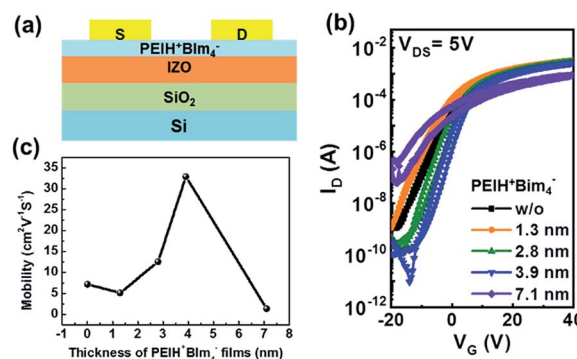 (a)
S
D
PEIH⁺BIm₄⁻
IZO
SiO₂
Si
(b)
V_DS= 5V
I_D (A)
10⁻²
10⁻⁴
10⁻⁶
10⁻⁸
10⁻¹⁰
10⁻¹²
PEIH⁺Bim₄⁻
w/o
1.3 nm
2.8 nm
3.9 nm
7.1 nm
-20
0
20
40
V_G (V)
(c)
Mobility (cm²V⁻¹S⁻¹)
35
30
25
20
15
10
5
0
0 1 2 3 4 5 6 7 8
Thickness of PEIH⁺BIm₄⁻ films (nm)